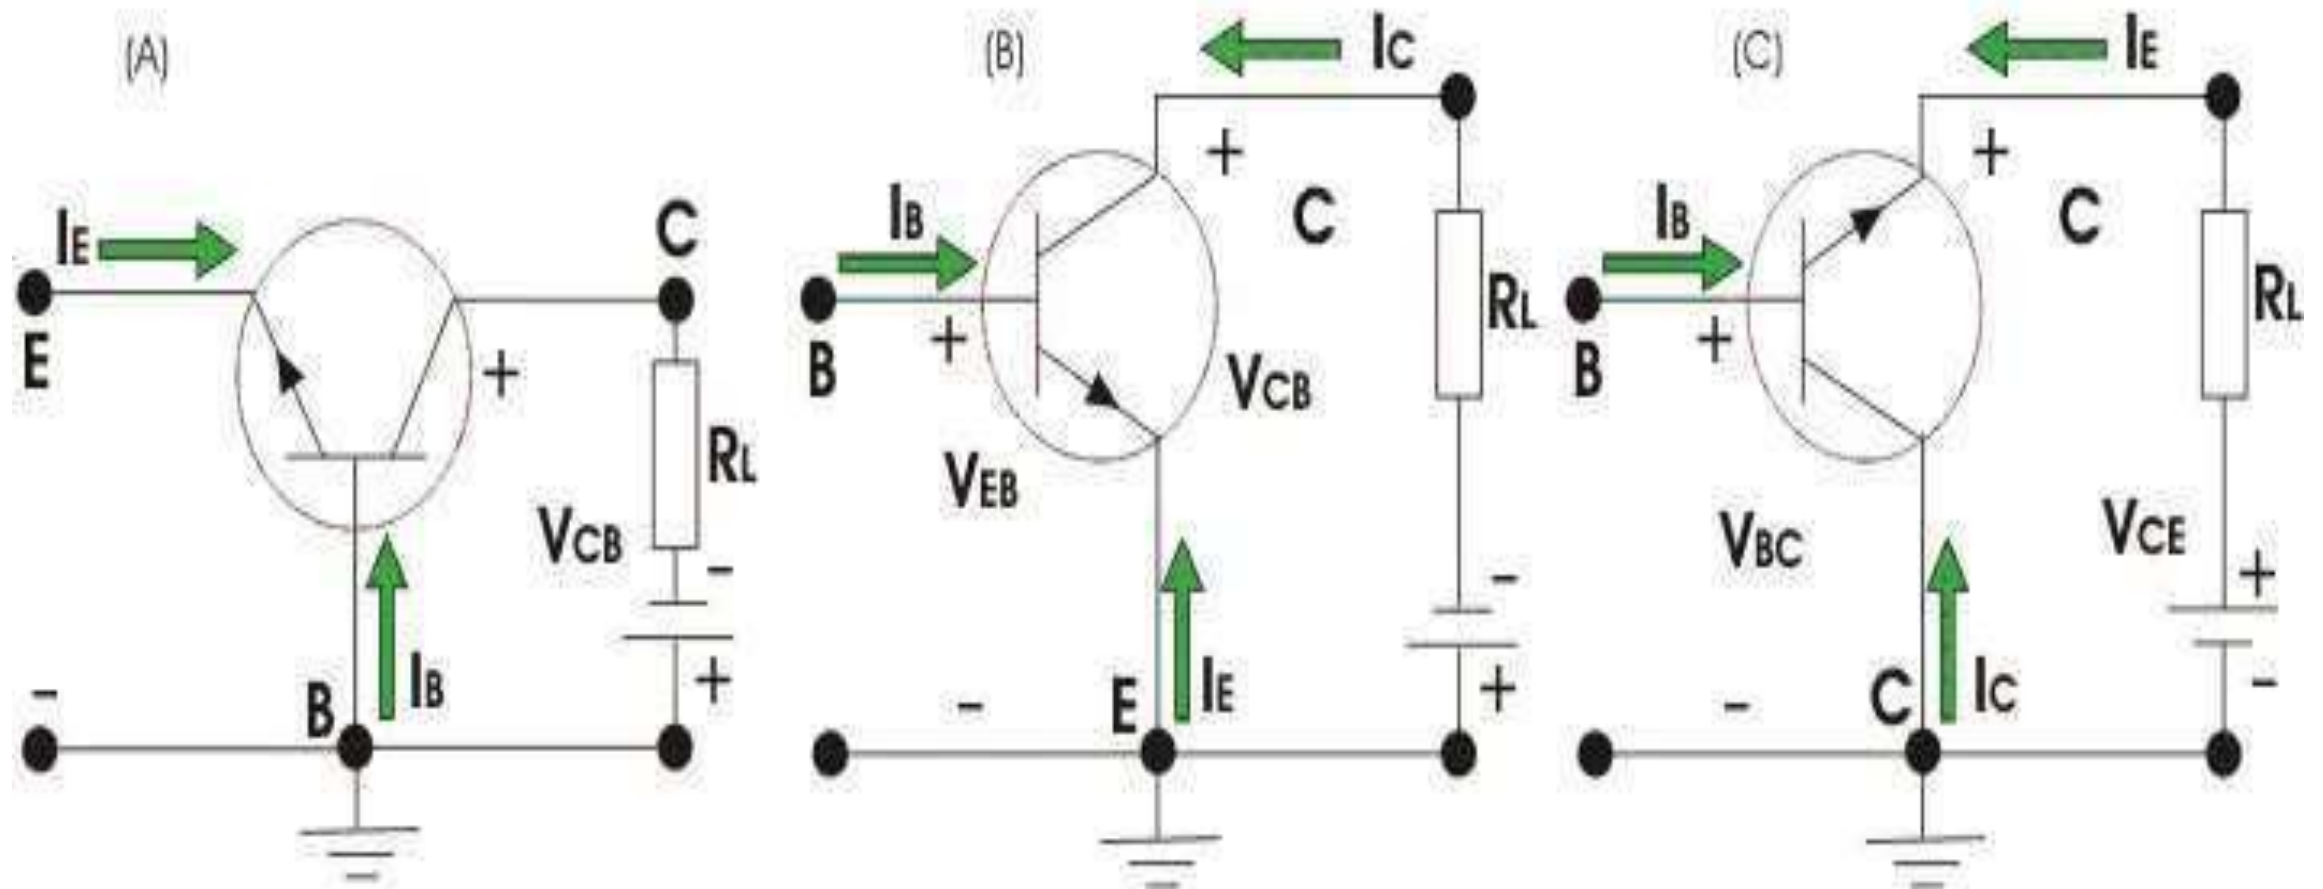 (A)
IE
E
C
+
RL
VCB
-
+
-
B
IB
(B)
IC
+
IB
C
B
+
RL
VCB
VEB
-
+
-
E
IE
(C)
IE
+
IB
C
B
+
RL
VBC
VCE
+
-
-
C
IC